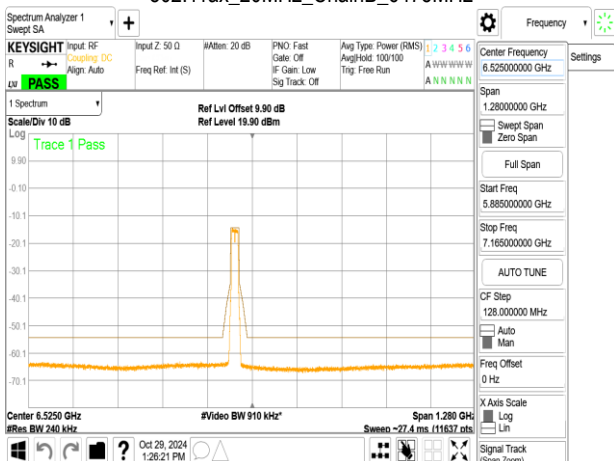 Spectrum Analyzer 1
Swept SA
+
Frequency
KEYSIGHT
R
LXI
PASS
Input: RF
Coupling: DC
Align: Auto
Input Z: 50 Ω
Freq Ref: Int (S)
#Atten: 20 dB
PNO: Fast
Gate: Off
IF Gain: Low
Sig Track: Off
Avg Type: Power (RMS)
Avg|Hold: 100/100
Trig: Free Run
1 2 3 4 5 6
A W W W W W
A N N N N N
1 Spectrum
Scale/Div 10 dB
Ref Lvl Offset 9.90 dB
Ref Level 19.90 dBm
Log
Trace 1 Pass
9.90
-0.10
-10.1
-20.1
-30.1
-40.1
-50.1
-60.1
-70.1
Center 6.5250 GHz
#Res BW 240 kHz
#Video BW 910 kHz*
Span 1.280 GHz
Sweep ~27.4 ms (11637 pts
?
Oct 29, 2024
1:26:21 PM
Center Frequency
6.525000000 GHz
Settings
Span
1.28000000 GHz
Swept Span
Zero Span
Full Span
Start Freq
5.885000000 GHz
Stop Freq
7.165000000 GHz
AUTO TUNE
CF Step
128.000000 MHz
Auto
Man
Freq Offset
0 Hz
X Axis Scale
Log
Lin
Signal Track
(Span Zoom)